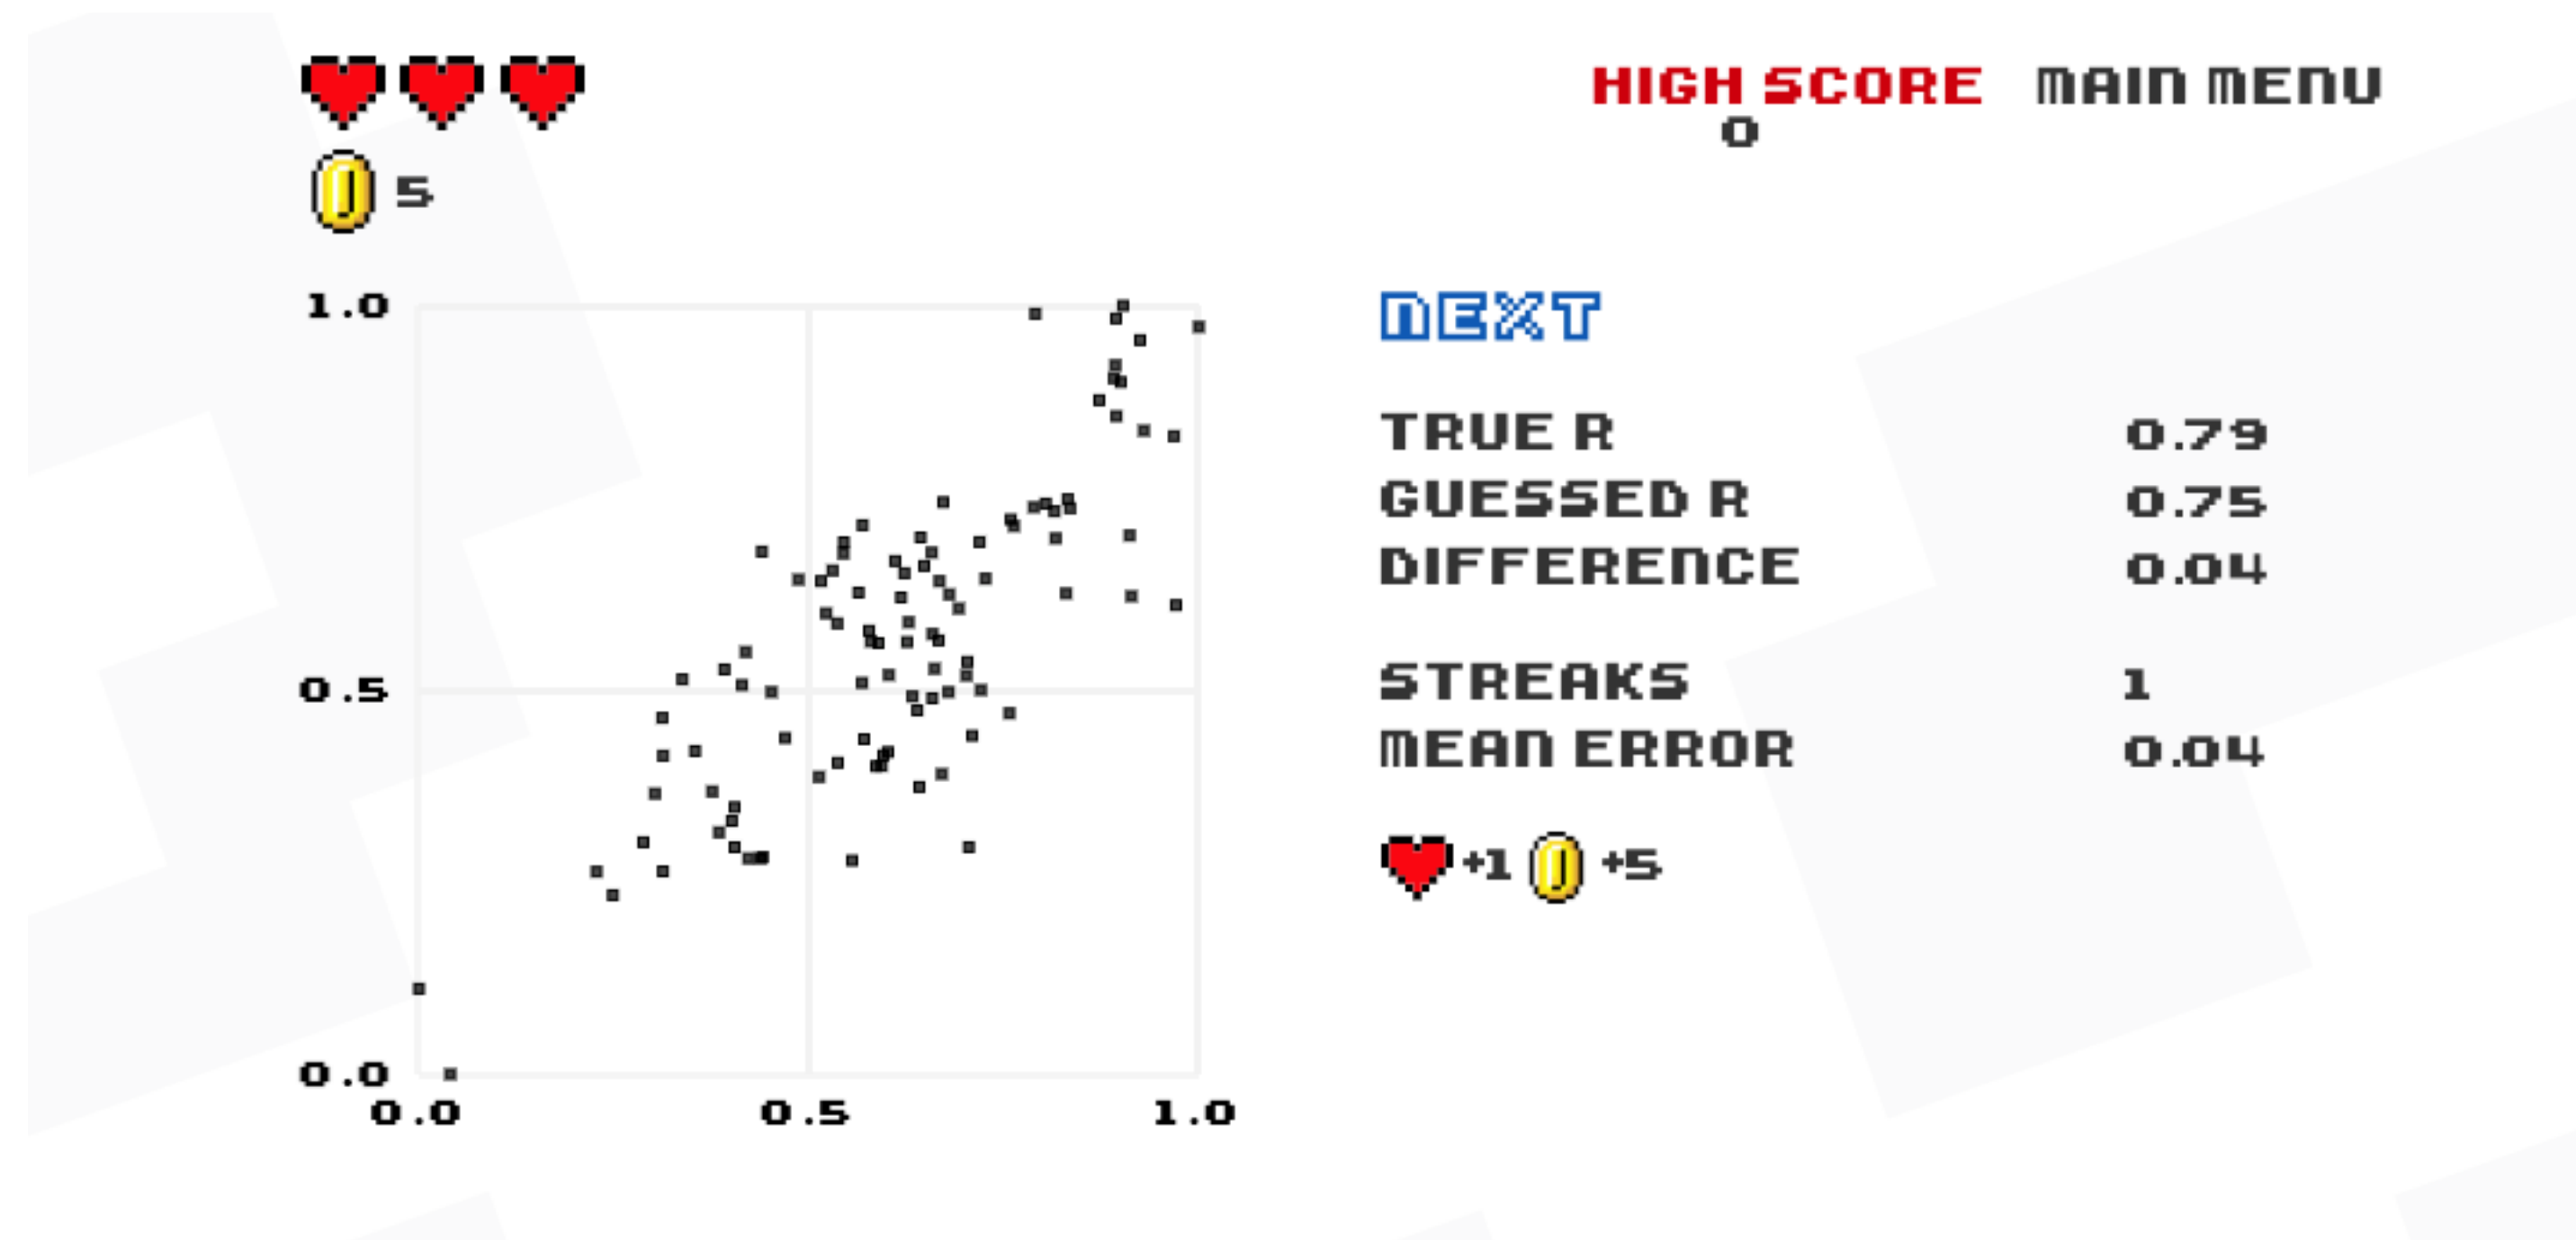 HIGH SCORE MAIN MENU
0
5
1.0
0.5
0.0
0.0 0.5 1.0
NEXT
TRUE R 0.79
GUESSED R 0.75
DIFFERENCE 0.04
STREAKS 1
MEAN ERROR 0.04
+1 +5